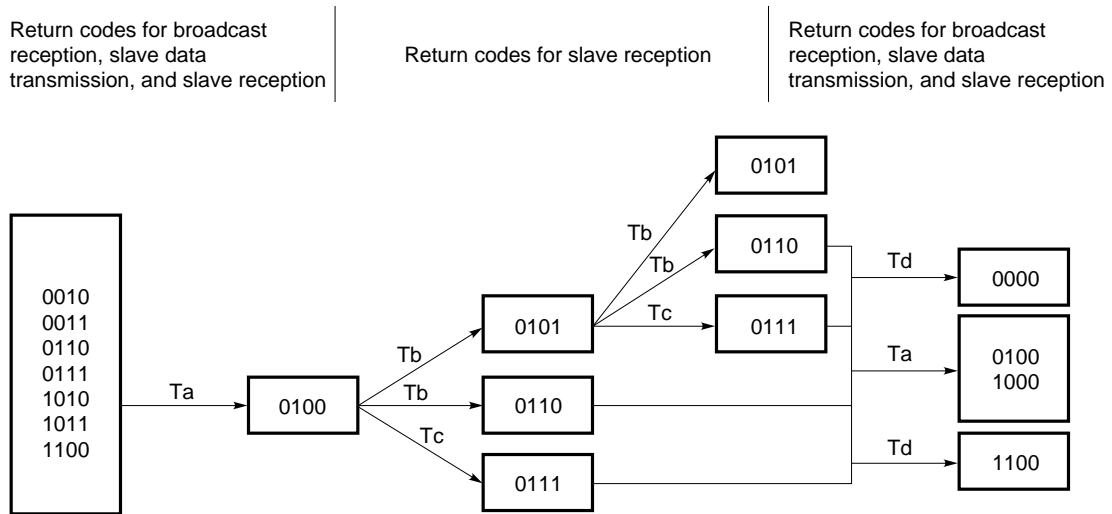 Return codes for broadcast
reception, slave data
transmission, and slave reception
Return codes for slave reception
Return codes for broadcast
reception, slave data
transmission, and slave reception
0010
0011
0110
0111
1010
1011
1100
Ta
0100
Tb
Tb
Tc
0101
0110
0111
Tb
Tb
Tc
0101
0110
0111
Td
Ta
Td
0000
0100
1000
1100